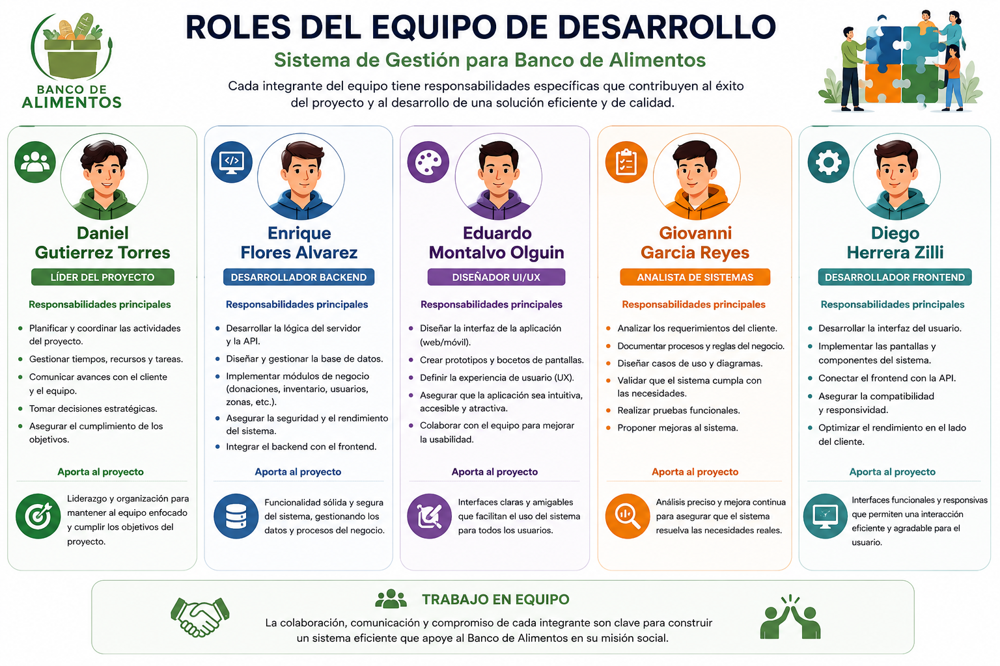 BANCO DE
ALIMENTOS
ROLES DEL EQUIPO DE DESARROLLO
Sistema de Gestión para Banco de Alimentos
Cada integrante del equipo tiene responsabilidades específicas que contribuyen al éxito
del proyecto y al desarrollo de una solución eficiente y de calidad.
Daniel
Gutierrez Torres
LÍDER DEL PROYECTO
Responsabilidades principales
• Planificar y coordinar las actividades
del proyecto.
• Gestionar tiempos, recursos y tareas.
• Comunicar avances con el cliente
y el equipo.
• Tomar decisiones estratégicas.
• Asegurar el cumplimiento de los
objetivos.
Aporta al proyecto
Liderazgo y organización para
mantener al equipo enfocado
y cumplir los objetivos del
proyecto.
</>
Enrique
Flores Alvarez
DESARROLLADOR BACKEND
Responsabilidades principales
• Desarrollar la lógica del servidor
y la API.
• Diseñar y gestionar la base de datos.
• Implementar módulos de negocio
(donaciones, inventario, usuarios,
zonas, etc.).
• Asegurar la seguridad y el rendimiento
del sistema.
• Integrar el backend con el frontend.
Aporta al proyecto
Funcionalidad sólida y segura
del sistema, gestionando los
datos y procesos del negocio.
Eduardo
Montalvo Olguin
DISEÑADOR UI/UX
Responsabilidades principales
• Diseñar la interfaz de la aplicación
(web/móvil).
• Crear prototipos y bocetos de pantallas.
• Definir la experiencia de usuario (UX).
• Asegurar que la aplicación sea intuitiva,
accesible y atractiva.
• Colaborar con el equipo para mejorar
la usabilidad.
Aporta al proyecto
Interfaces claras y amigables
que facilitan el uso del sistema
para todos los usuarios.
Giovanni
Garcia Reyes
ANALISTA DE SISTEMAS
Responsabilidades principales
• Analizar los requerimientos del cliente.
• Documentar procesos y reglas del negocio.
• Diseñar casos de uso y diagramas.
• Validar que el sistema cumpla con
las necesidades.
• Realizar pruebas funcionales.
• Proponer mejoras al sistema.
Aporta al proyecto
Análisis preciso y mejora continua
para asegurar que el sistema
resuelva las necesidades reales.
Diego
Herrera Zilli
DESARROLLADOR FRONTEND
Responsabilidades principales
• Desarrollar la interfaz del usuario.
• Implementar las pantallas y
componentes del sistema.
• Conectar el frontend con la API.
• Asegurar la compatibilidad
y responsividad.
• Optimizar el rendimiento en el lado
del cliente.
Aporta al proyecto
Interfaces funcionales y responsivas
que permiten una interacción
eficiente y agradable para el
usuario.
TRABAJO EN EQUIPO
La colaboración, comunicación y compromiso de cada integrante son clave para construir
un sistema eficiente que apoye al Banco de Alimentos en su misión social.